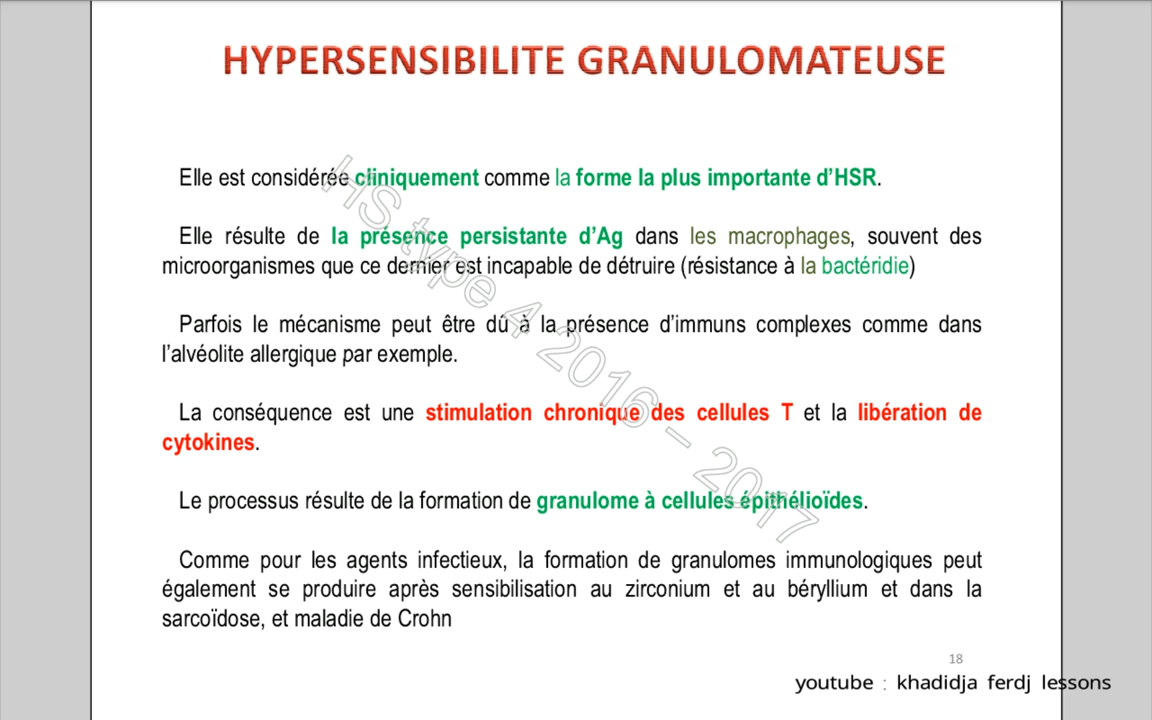 HYPERSENSIBILITE GRANULOMATEUSE
Elle est considérée cliniquement comme la forme la plus importante d’HSR.
Elle résulte de la présence persistante d’Ag dans les macrophages, souvent des
microorganismes que ce dernier est incapable de détruire (résistance à la bactéridie)
Parfois le mécanisme peut être dû à la présence d’immuns complexes comme dans
l’alvéolite allergique par exemple.
La conséquence est une stimulation chronique des cellules T et la libération de
cytokines.
Le processus résulte de la formation de granulome à cellules épithélioïdes.
Comme pour les agents infectieux, la formation de granulomes immunologiques peut
également se produire après sensibilisation au zirconium et au béryllium et dans la
sarcoïdose, et maladie de Crohn
HS type 4 2016 – 2017
18
youtube : khadidja ferdj lessons